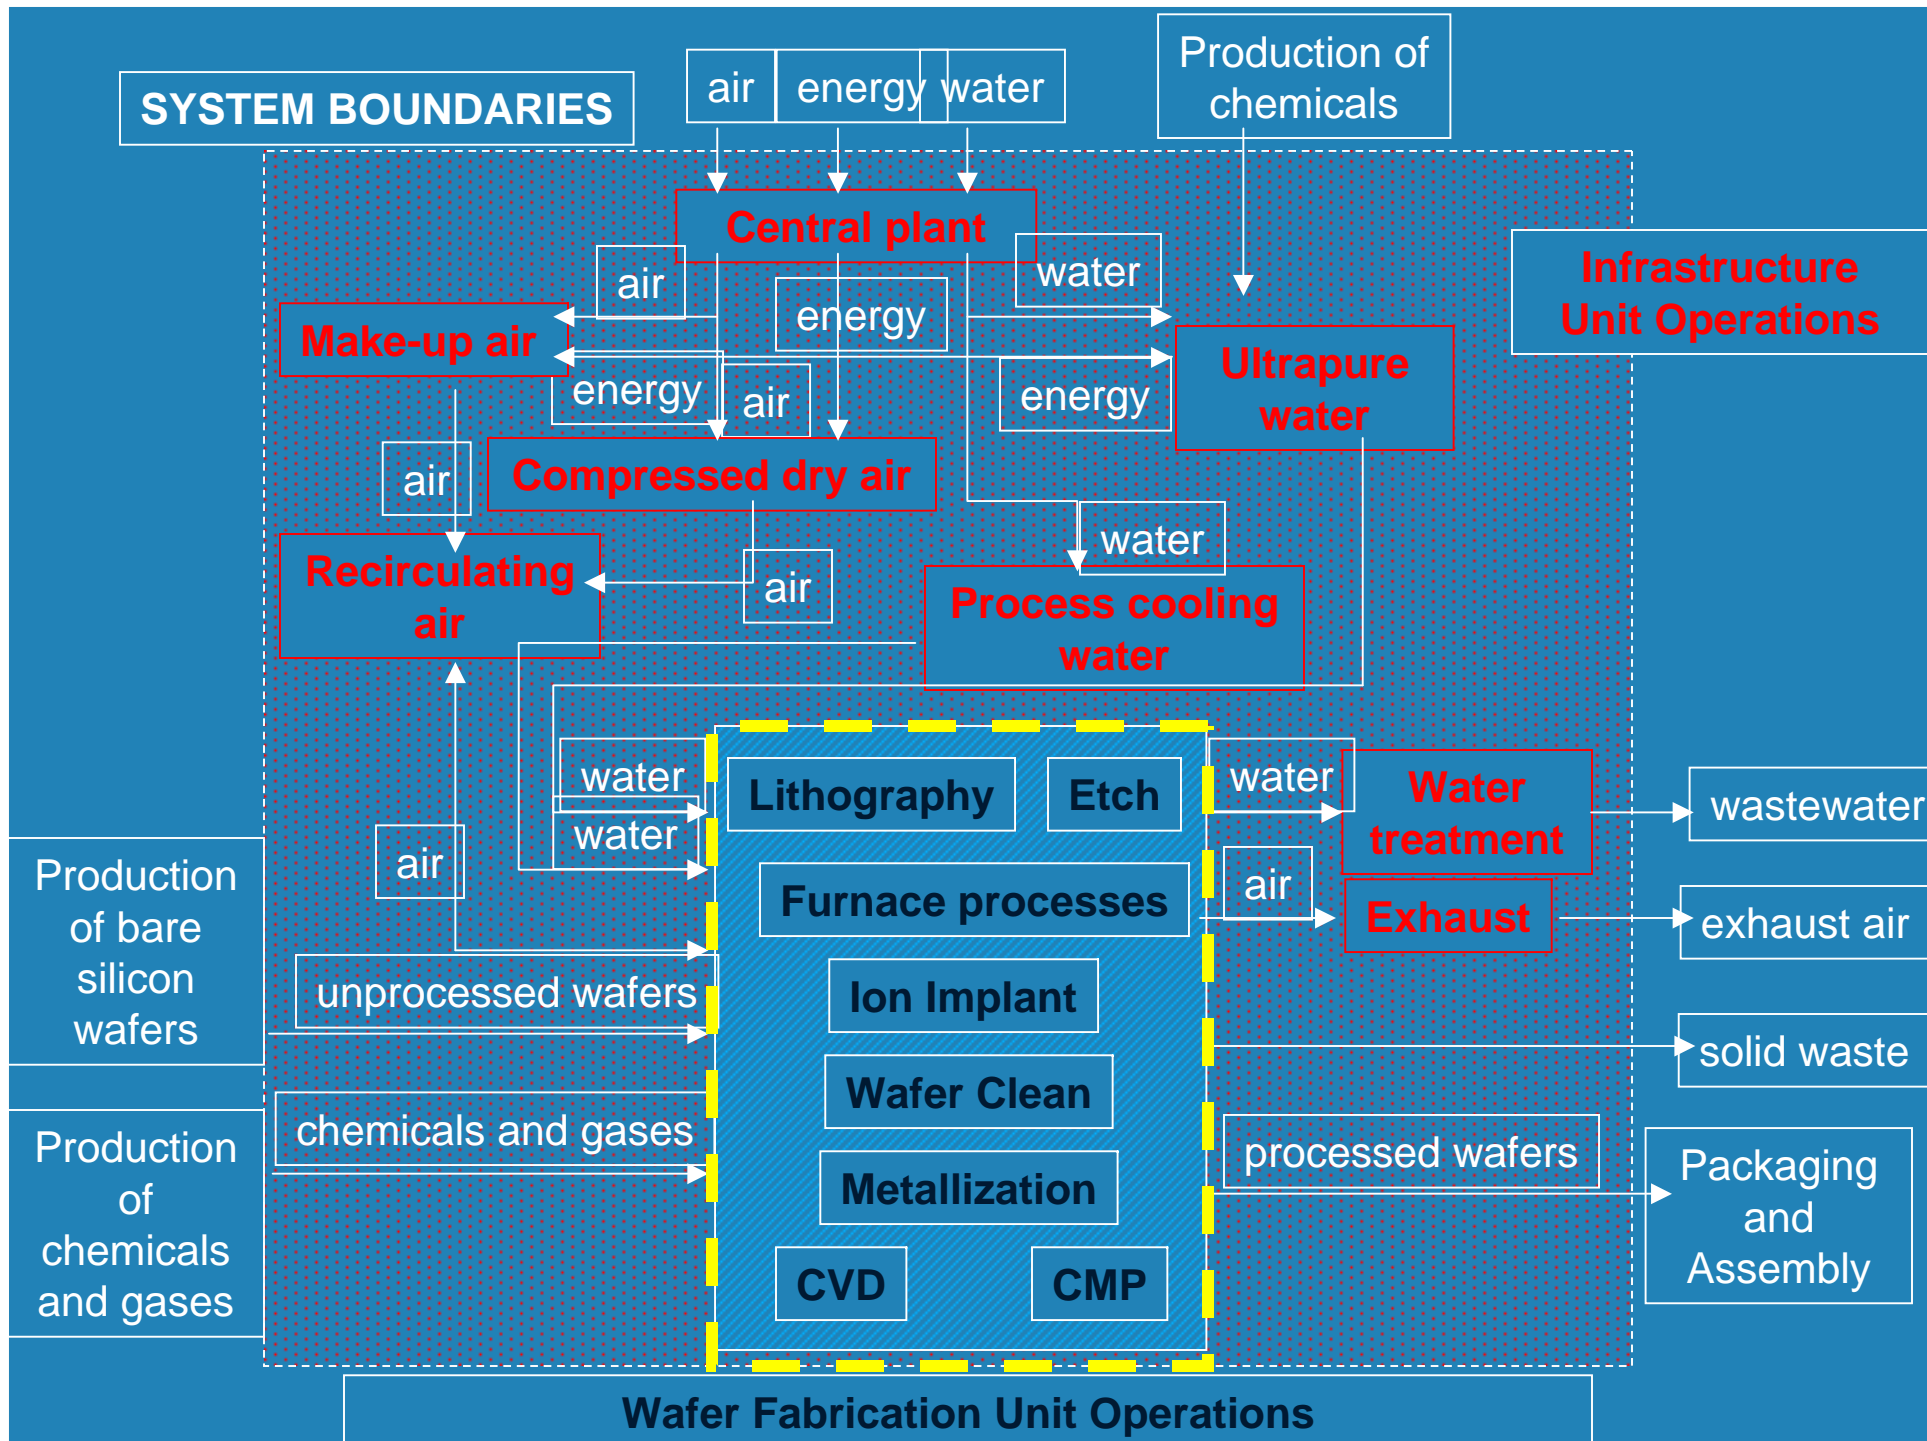 SYSTEM BOUNDARIES
air
energy
water
Production of
chemicals
Central plant
Infrastructure
Unit Operations
air
energy
water
Make-up air
energy
air
energy
Ultrapure
water
air
Compressed dry air
water
Recirculating
air
air
Process cooling
water
water
water
Lithography
Etch
water
Water
treatment
wastewater
Production
of bare
silicon
wafers
air
Furnace processes
air
Exhaust
exhaust air
unprocessed wafers
Ion Implant
solid waste
Production
of
chemicals
and gases
chemicals and gases
Wafer Clean
processed wafers
Packaging
and
Assembly
Metallization
CVD
CMP
Wafer Fabrication Unit Operations